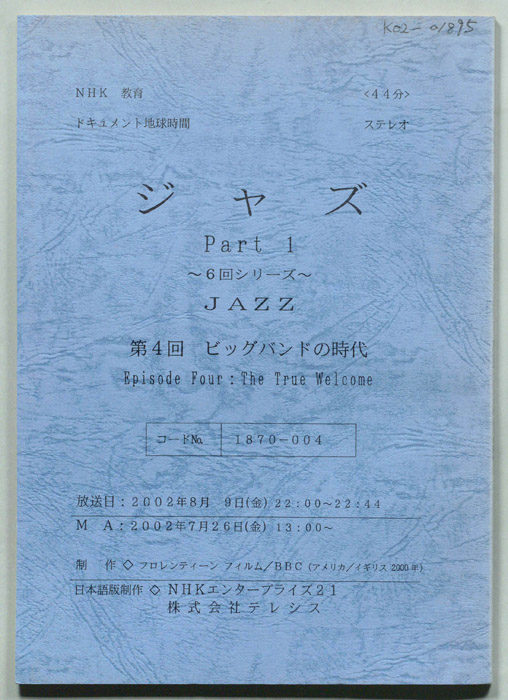 K02-01895
NHK 教育 <44分>
ドキュメント地球時間 ステレオ
ジャズ
Part 1
～6回シリーズ～
JAZZ
第4回 ビッグバンドの時代
Episode Four：The True Welcome
コードNo. 1870-004
放送日：2002年8月 9日(金) 22：00～22：44
M A：2002年7月26日(金) 13：00～
制 作 ◇ フロレンティーン フィルム／BBC (アメリカ／イギリス 2000年)
日本語版制作 ◇ NHKエンタープライズ21
株式会社テレシス